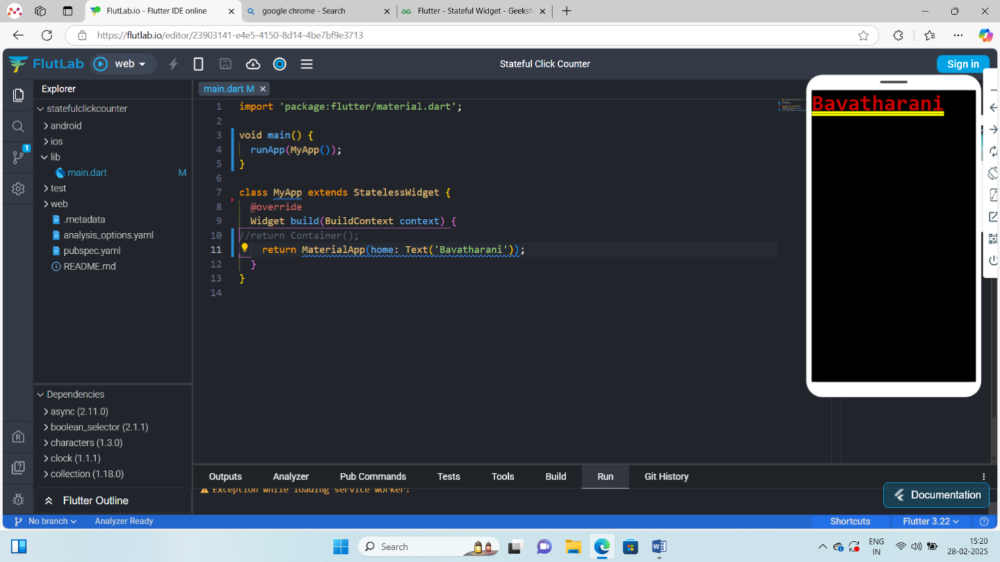 FlutLab.io - Flutter IDE online
google chrome - Search
Flutter - Stateful Widget - Geeksf
https://flutlab.io/editor/23903141-e4e5-4150-8d14-4be7bf9e3713
FlutLab
web
Stateful Click Counter
Sign in
Explorer
statefulclickcounter
android
ios
lib
main.dart M
test
web
.metadata
analysis_options.yaml
pubspec.yaml
README.md
1
Dependencies
async (2.11.0)
boolean_selector (2.1.1)
characters (1.3.0)
clock (1.1.1)
collection (1.18.0)
Flutter Outline
main.dart M
1 import 'package:flutter/material.dart';
2
3 void main() {
4 runApp(MyApp());
5 }
6
7 class MyApp extends StatelessWidget {
8 @override
9 Widget build(BuildContext context) {
10 //return Container();
11 return MaterialApp(home: Text('Bavatharani'));
12 }
13 }
14
Bavatharani
Outputs Analyzer Pub Commands Tests Tools Build Run Git History
Exception while loading service worker:
Documentation
No branch Analyzer Ready Shortcuts Flutter 3.22
Search
ENG
IN
15:20
28-02-2025